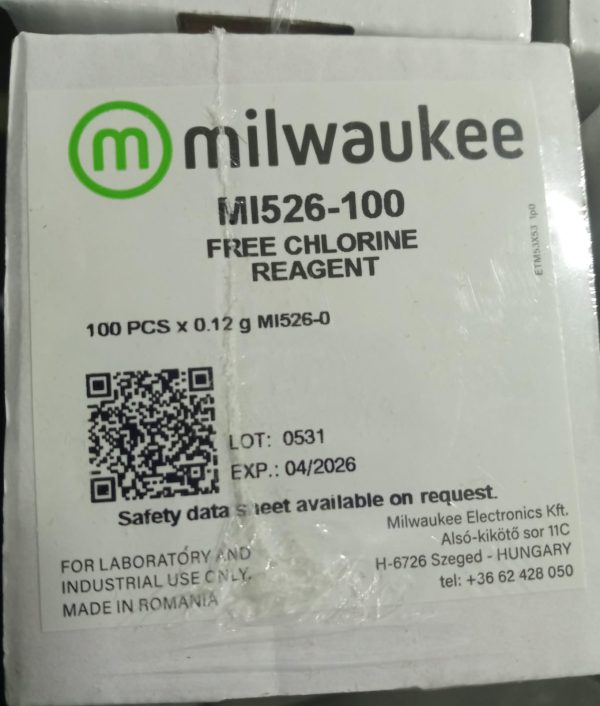 m milwaukee
MI526-100
FREE CHLORINE
REAGENT
100 PCS x 0.12 g MI526-0
LOT: 0531
EXP.: 04/2026
Safety data sheet available on request.
Milwaukee Electronics Kft.
Alsó-kikötő sor 11C
H-6726 Szeged - HUNGARY
tel: +36 62 428 050
FOR LABORATORY AND
INDUSTRIAL USE ONLY.
MADE IN ROMANIA